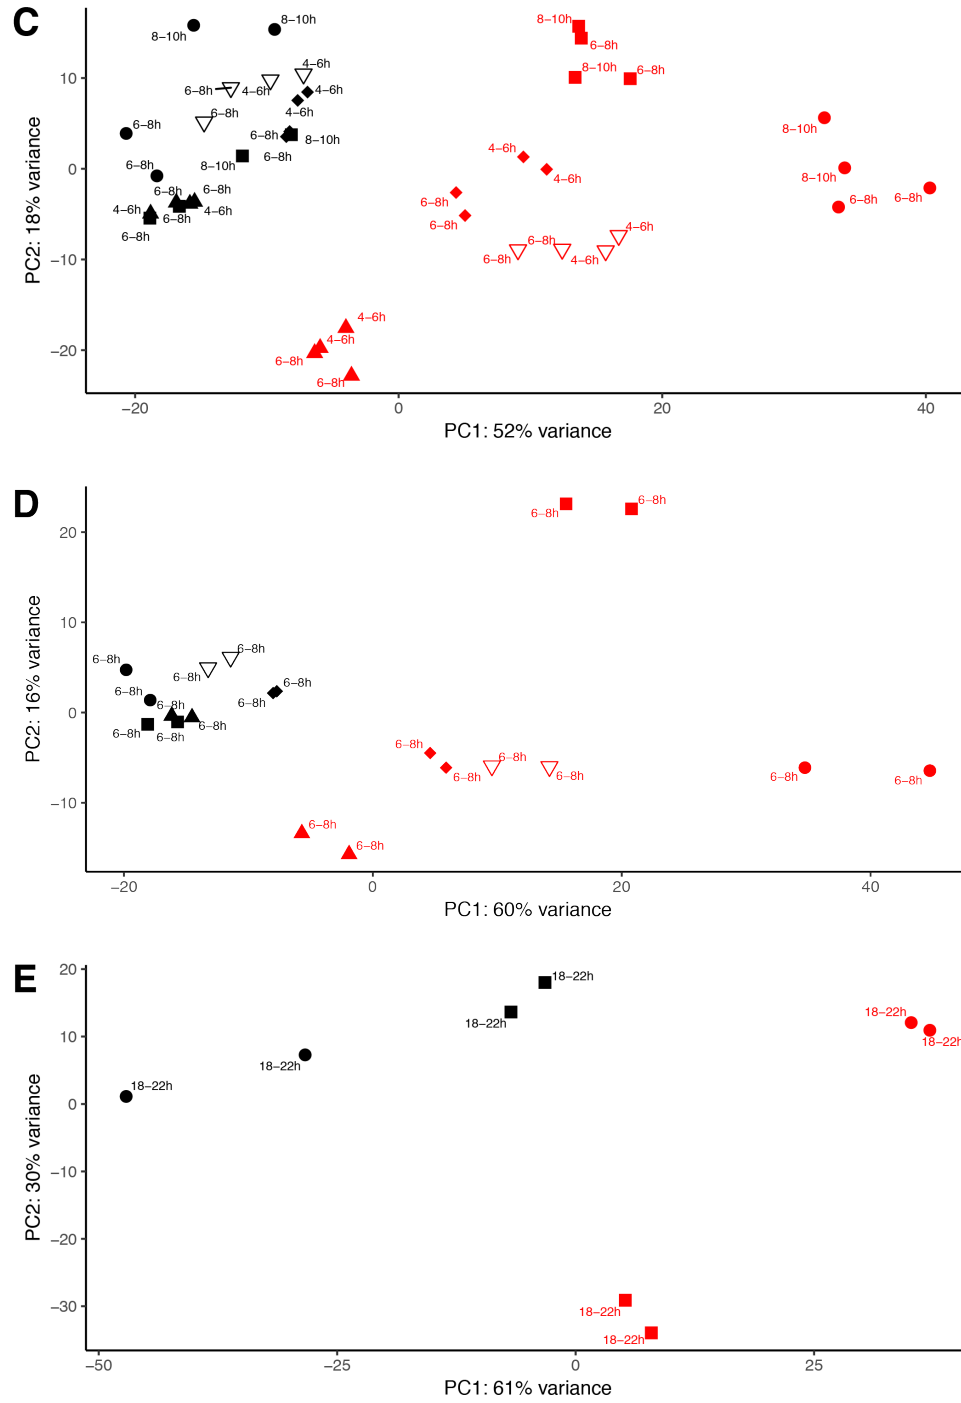 C
8–10h
8–10h
8–10h
6–8h
4–6h
8–10h
6–8h
10
6–8h
4–6h
4–6h
4–6h
6–8h
6–8h
6–8h
8–10h
8–10h
6–8h
4–6h
0
6–8h
8–10h
6–8h
4–6h
8–10h
6–8h
6–8h
6–8h
6–8h
6–8h
4–6h
6–8h
4–6h
6–8h
6–8h
4–6h
6–8h
6–8h
4–6h
−10
4–6h
4–6h
−20
6–8h
6–8h
PC2: 18% variance
−20
0
20
40
PC1: 52% variance
D
6–8h
6–8h
20
10
6–8h
6–8h
6–8h
6–8h
6–8h
6–8h
6–8h
0
6–8h
6–8h
6–8h
6–8h
6–8h
6–8h
6–8h
6–8h
6–8h
−10
6–8h
6–8h
PC2: 16% variance
−20
0
20
40
PC1: 60% variance
E
20
18–22h
18–22h
18–22h
10
18–22h
18–22h
18–22h
0
−10
−20
−30
18–22h
18–22h
PC2: 30% variance
−50
−25
0
25
PC1: 61% variance